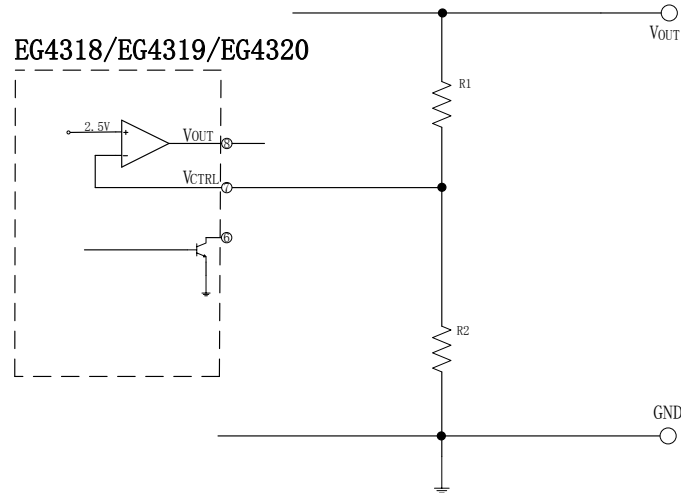 VOUT
EG4318/EG4319/EG4320
R1
2.5V
+
VOUT
8
-
VCTRL
7
6
R2
GND